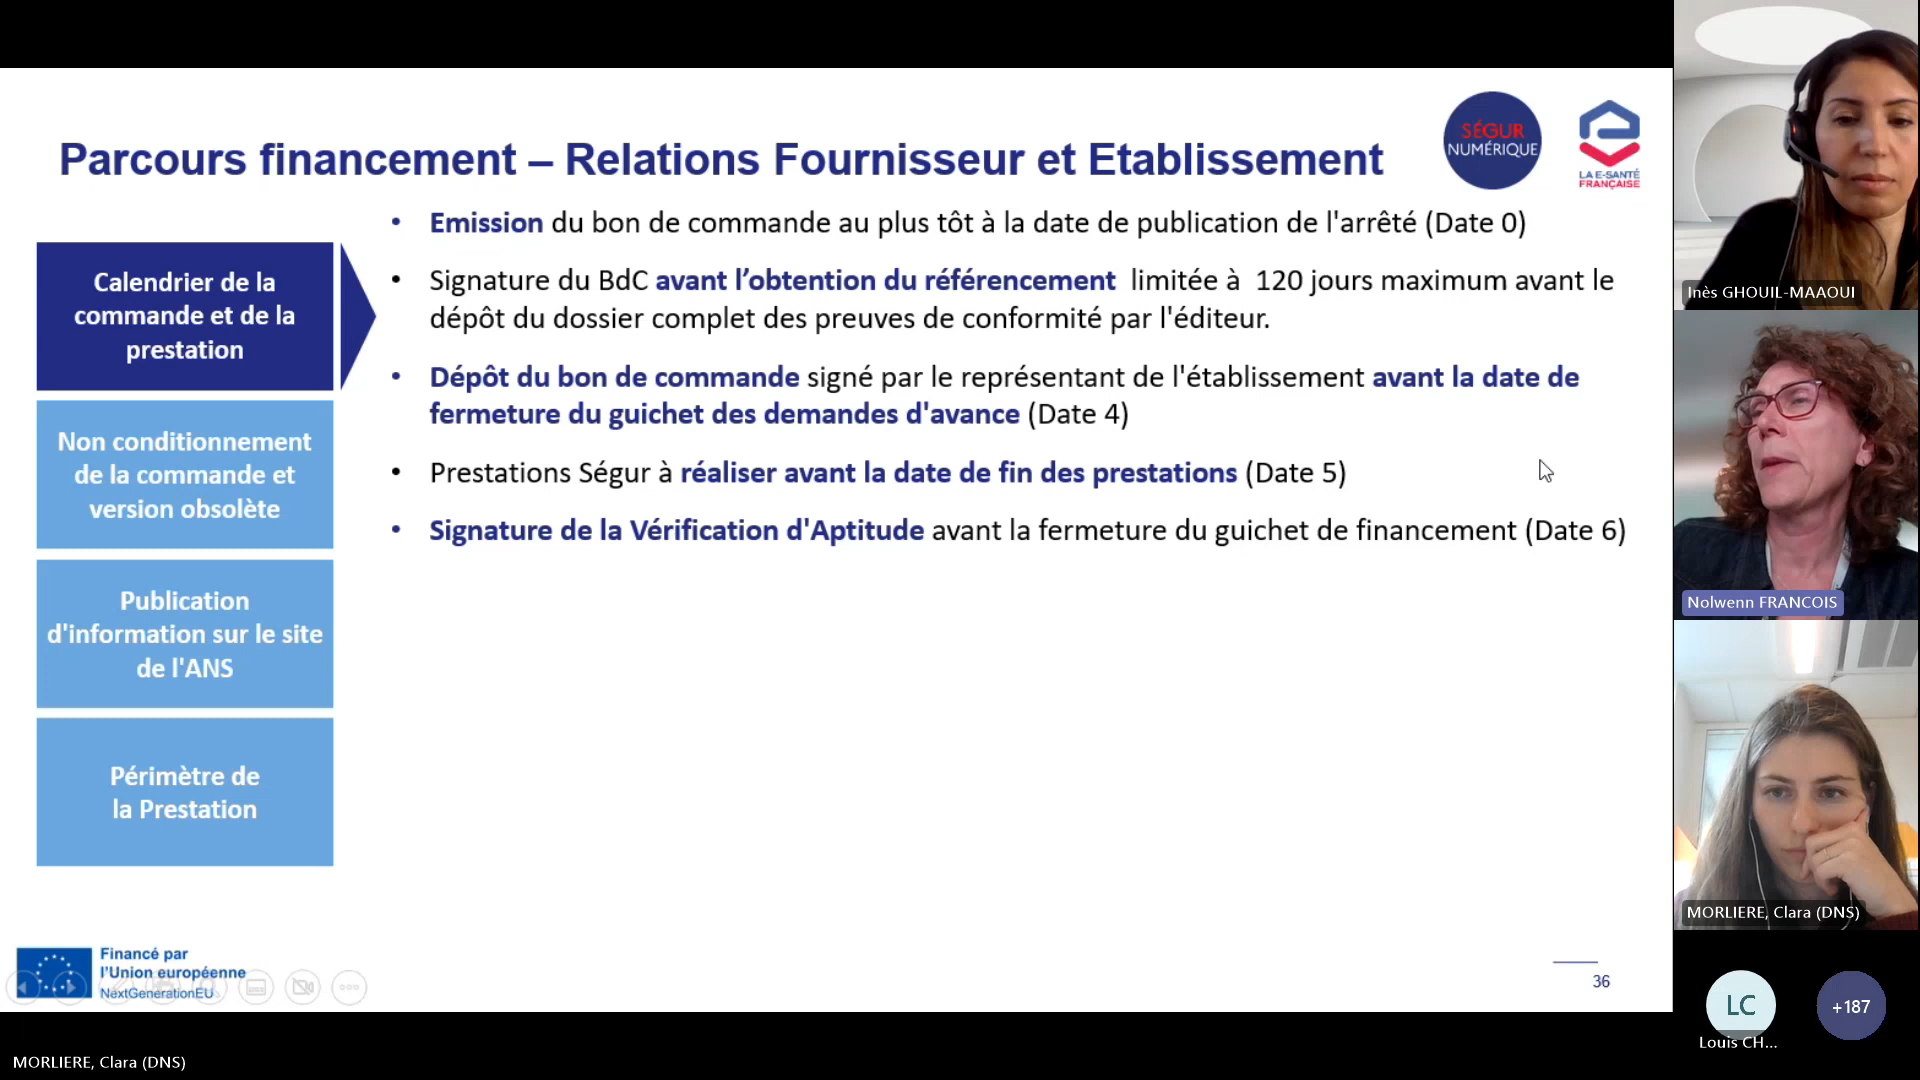 Parcours financement – Relations Fournisseur et Etablissement
SÉGUR
NUMÉRIQUE
LA E-SANTÉ
FRANÇAISE
Calendrier de la
commande et de la
prestation
Non conditionnement
de la commande et
version obsolète
Publication
d'information sur le site
de l'ANS
Périmètre de
la Prestation
• Emission du bon de commande au plus tôt à la date de publication de l'arrêté (Date 0)
• Signature du BdC avant l’obtention du référencement limitée à 120 jours maximum avant le
dépôt du dossier complet des preuves de conformité par l'éditeur.
• Dépôt du bon de commande signé par le représentant de l'établissement avant la date de
fermeture du guichet des demandes d'avance (Date 4)
• Prestations Ségur à réaliser avant la date de fin des prestations (Date 5)
• Signature de la Vérification d'Aptitude avant la fermeture du guichet de financement (Date 6)
Financé par
l’Union européenne
NextGenerationEU
36
Inès GHOUIL-MAAOUI
Nolwenn FRANCOIS
MORLIERE, Clara (DNS)
LC
Louis CH...
+187
MORLIERE, Clara (DNS)